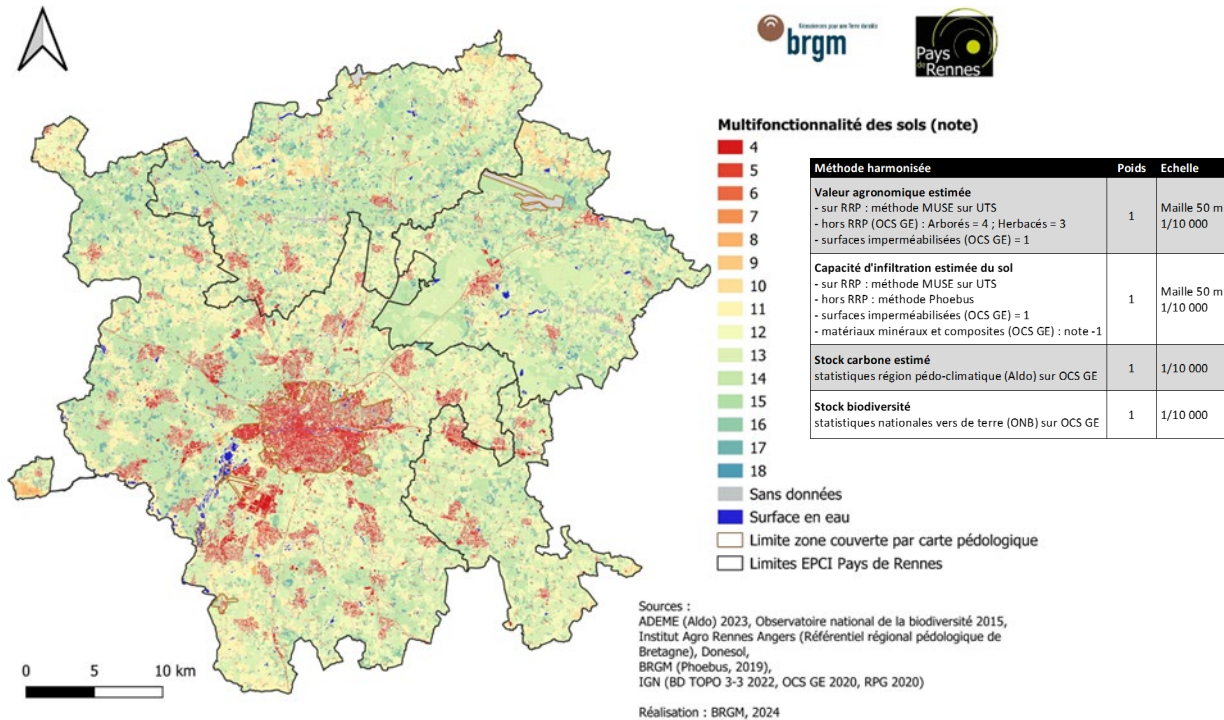 Géosciences pour une Terre durable
brgm
Pays
de Rennes
Multifonctionnalité des sols (note)
4
5
6
7
8
9
10
11
12
13
14
15
16
17
18
Sans données
Surface en eau
Limite zone couverte par carte pédologique
Limites EPCI Pays de Rennes
Méthode harmonisée Poids Echelle
Valeur agronomique estimée
- sur RRP : méthode MUSE sur UTS
- hors RRP (OCS GE) : Arborés = 4 ; Herbacés = 3
- surfaces imperméabilisées (OCS GE) = 1
1
Maille 50 m
1/10 000
Capacité d'infiltration estimée du sol
- sur RRP : méthode MUSE sur UTS
- hors RRP : méthode Phoebus
- surfaces imperméabilisées (OCS GE) = 1
- matériaux minéraux et composites (OCS GE) : note -1
1
Maille 50 m
1/10 000
Stock carbone estimé
statistiques région pédo-climatique (Aldo) sur OCS GE
1
1/10 000
Stock biodiversité
statistiques nationales vers de terre (ONB) sur OCS GE
1
1/10 000
Sources :
ADEME (Aldo) 2023, Observatoire national de la biodiversité 2015,
Institut Agro Rennes Angers (Référentiel régional pédologique de
Bretagne), Donesol,
BRGM (Phoebus, 2019),
IGN (BD TOPO 3-3 2022, OCS GE 2020, RPG 2020)
Réalisation : BRGM, 2024
0 5 10 km